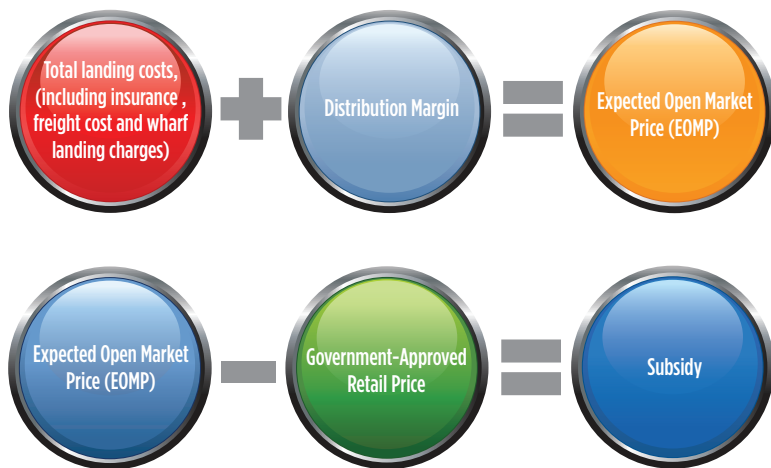 Total landing costs,
(including insurance ,
freight cost and wharf
landing charges)
Distribution Margin
Expected Open Market
Price (EOMP)
Expected Open Market
Price (EOMP)
Government-Approved
Retail Price
Subsidy